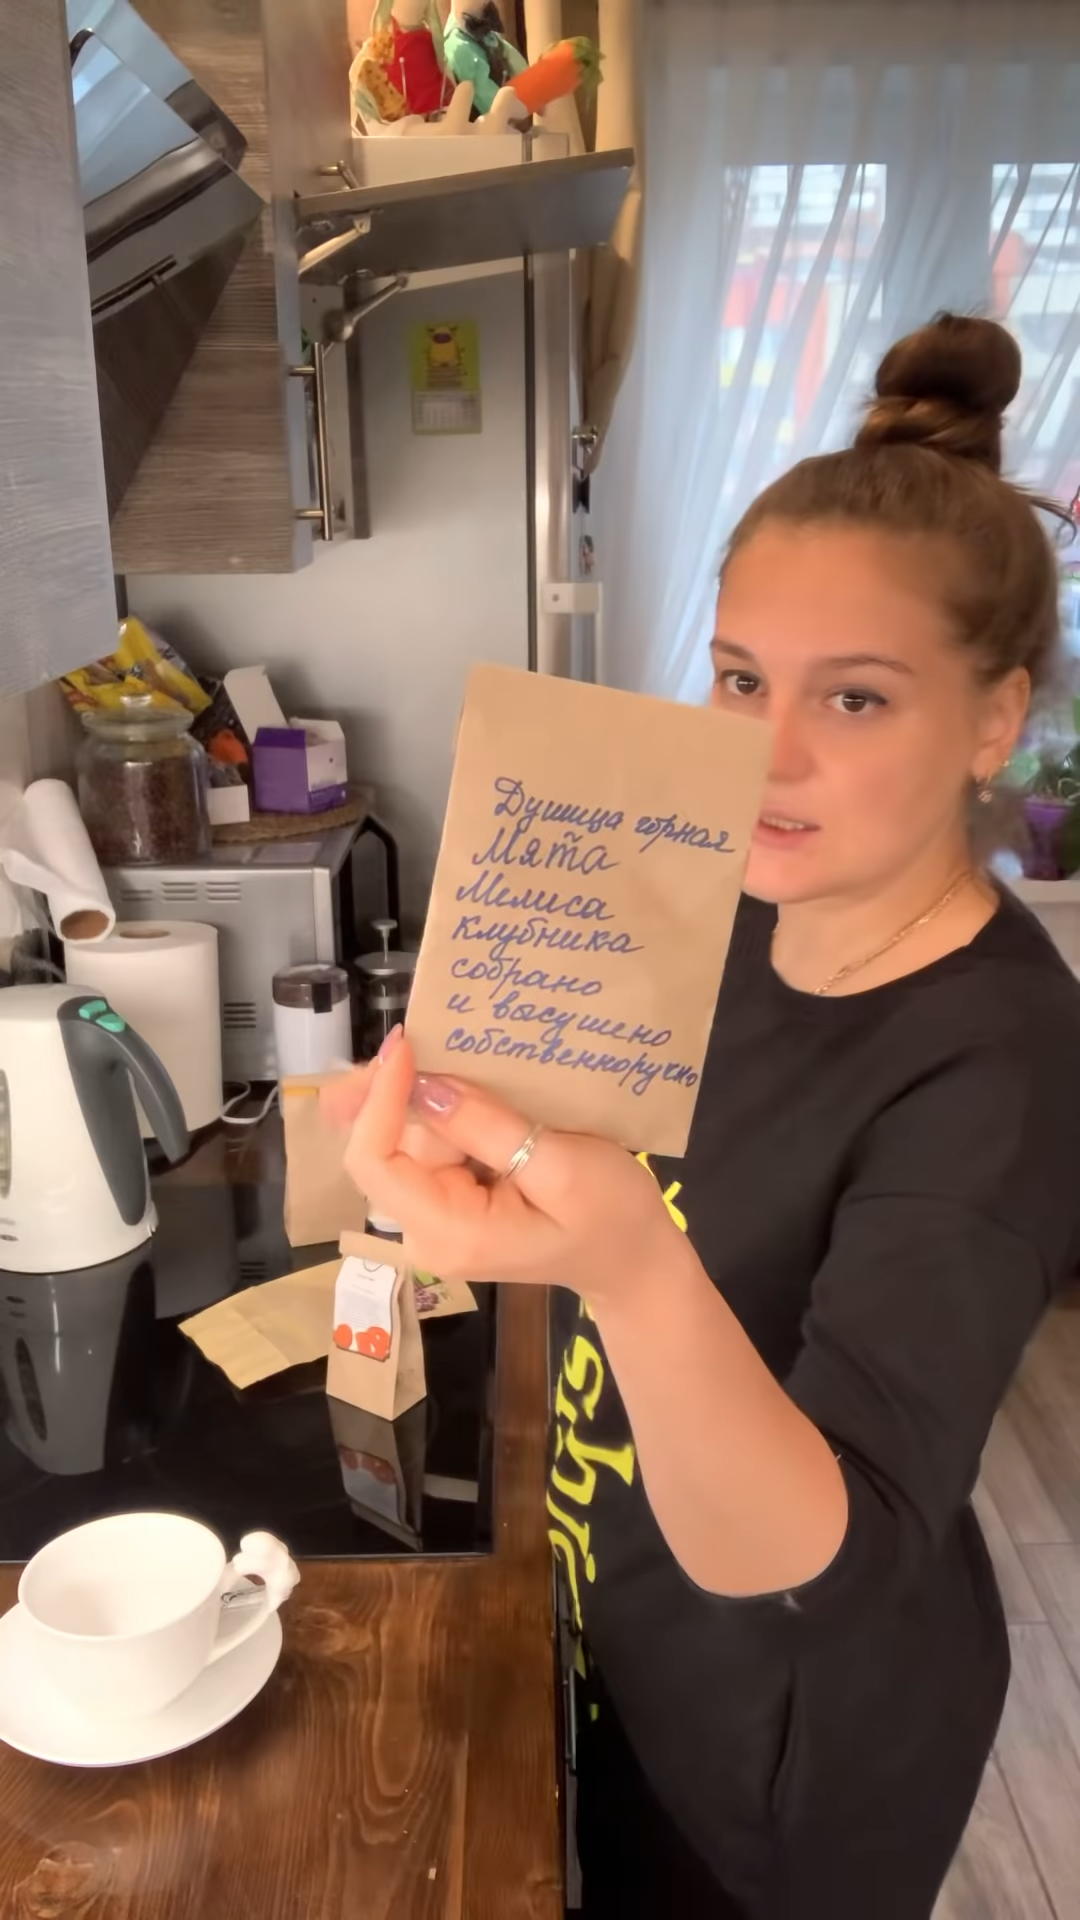 Душица горная
Мята
Мелиса
Клубника
собрано
и высушено
собственноручно